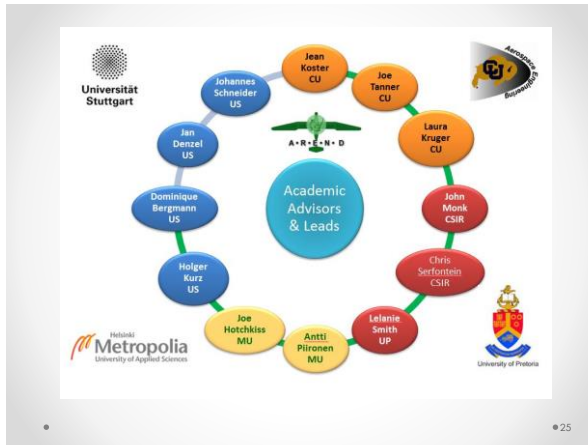 Universität
Stuttgart
Jean
Koster
CU
Joe
Tanner
CU
Aerospace Engineering
CU
Johannes
Schneider
US
Laura
Kruger
CU
Jan
Denzel
US
A•R•E•N•D
Academic
Advisors
& Leads
Dominique
Bergmann
US
John
Monk
CSIR
Holger
Kurz
US
Chris
Serfontein
CSIR
Joe
Hotchkiss
MU
Antti
Piironen
MU
Lelanie
Smith
UP
Helsinki
Metropolia
University of Applied Sciences
University of Pretoria
25